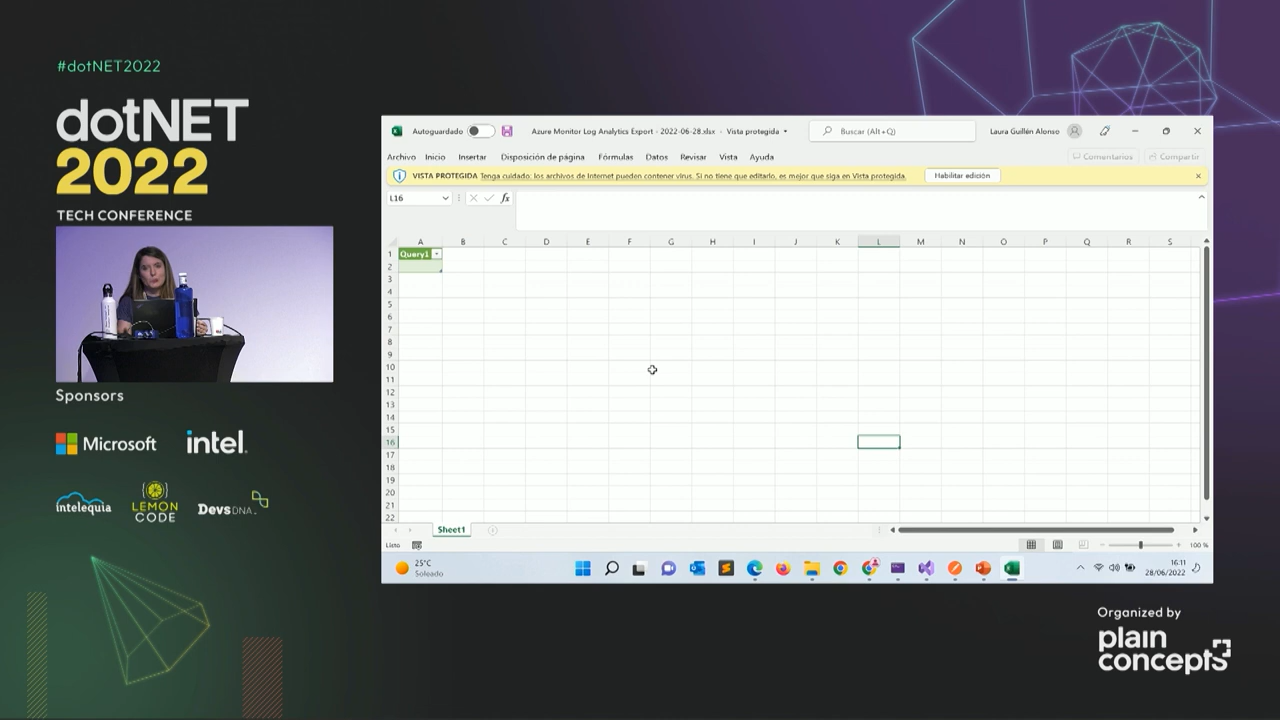 #dotNET2022
dotNET
2022
TECH CONFERENCE
Sponsors
Microsoft
intel.
intelequia
LEMON
CODE
DevsDNA
Autoguardado
Azure Monitor Log Analytics Export - 2022-06-28.xlsx - Vista protegida
Buscar (Alt+Q)
Laura Guillén Alonso
Archivo Inicio Insertar Disposición de página Fórmulas Datos Revisar Vista Ayuda
Comentarios Compartir
VISTA PROTEGIDA Tenga cuidado: los archivos de Internet pueden contener virus. Si no tiene que editarlo, es mejor que siga en Vista protegida.
Habilitar edición
L16
fx
A B C D E F G H I J K L M N O P Q R S
1 Query1
2
3
4
5
6
7
8
9
10
11
12
13
14
15
16
17
18
19
20
21
22
Sheet1
Listo
100 %
25°C
Soleado
16:11
28/06/2022
Organized by
plain
concepts